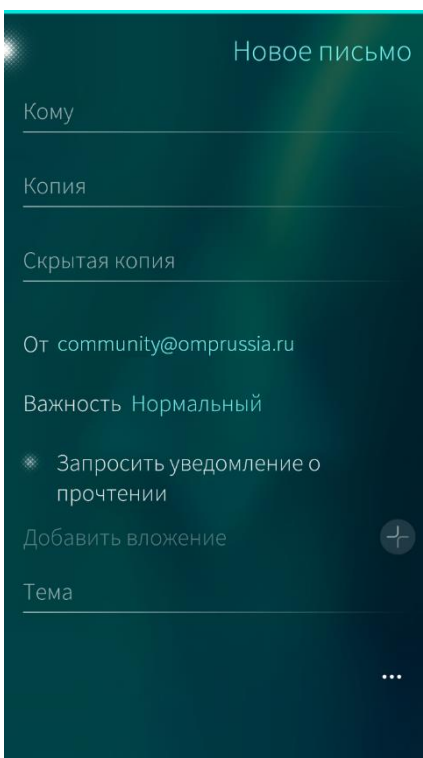 Новое письмо
Кому
Копия
Скрытая копия
От community@omprussia.ru
Важность Нормальный
Запросить уведомление о
прочтении
Добавить вложение
Тема
...